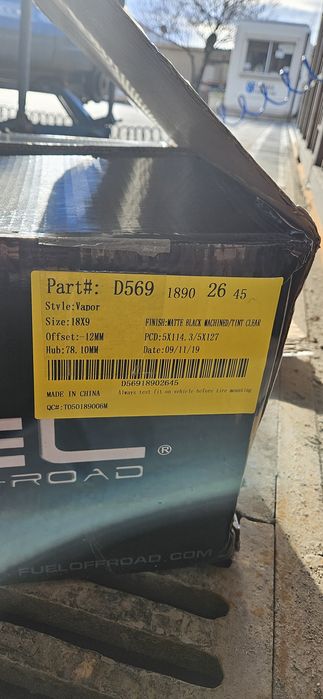 Part#: D569 1890 26 45
Style:Vapor
Size:18X9 FINISH:MATTE BLACK MACHINED/TINT CLEAR
Offset:-12MM PCD:5X114.3/5X127
Hub:78.10MM Date:09/11/19
D56918902645
MADE IN CHINA Always test fit on vehicle before tire mounting
QC#:T050189006M
EL®
-ROAD
FUELOFFROAD.COM